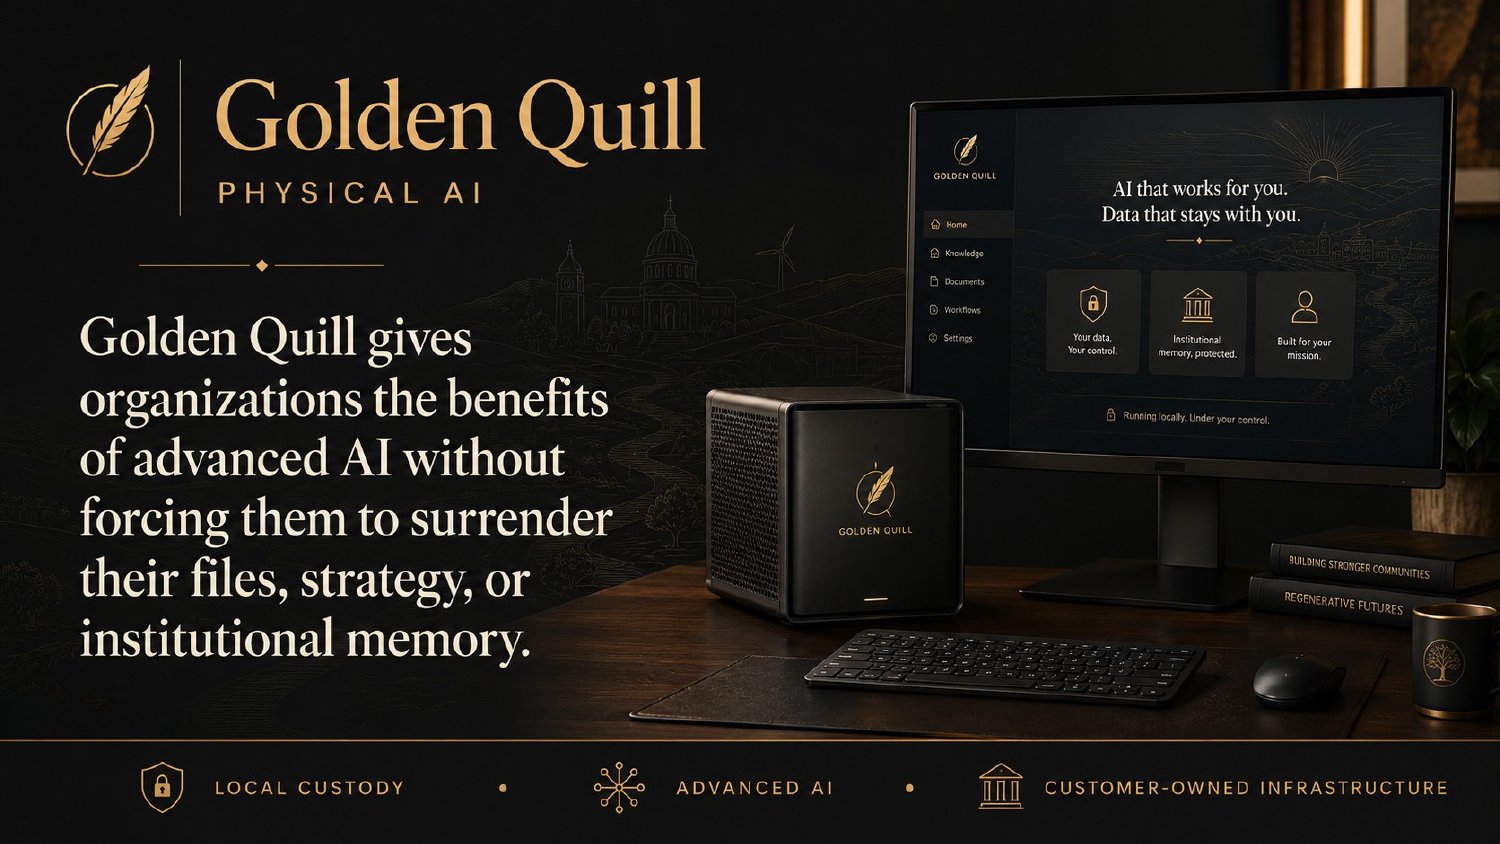 Golden Quill
PHYSICAL AI
Golden Quill gives
organizations the benefits
of advanced AI without
forcing them to surrender
their files, strategy, or
institutional memory.
GOLDEN QUILL
Home
Knowledge
Documents
Workflows
Settings
AI that works for you.
Data that stays with you.
Your data.
Your control.
Institutional
memory, protected.
Built for your
mission.
Running locally. Under your control.
GOLDEN QUILL
BUILDING STRONGER COMMUNITIES
REGENERATIVE FUTURES
LOCAL CUSTODY
ADVANCED AI
CUSTOMER-OWNED INFRASTRUCTURE